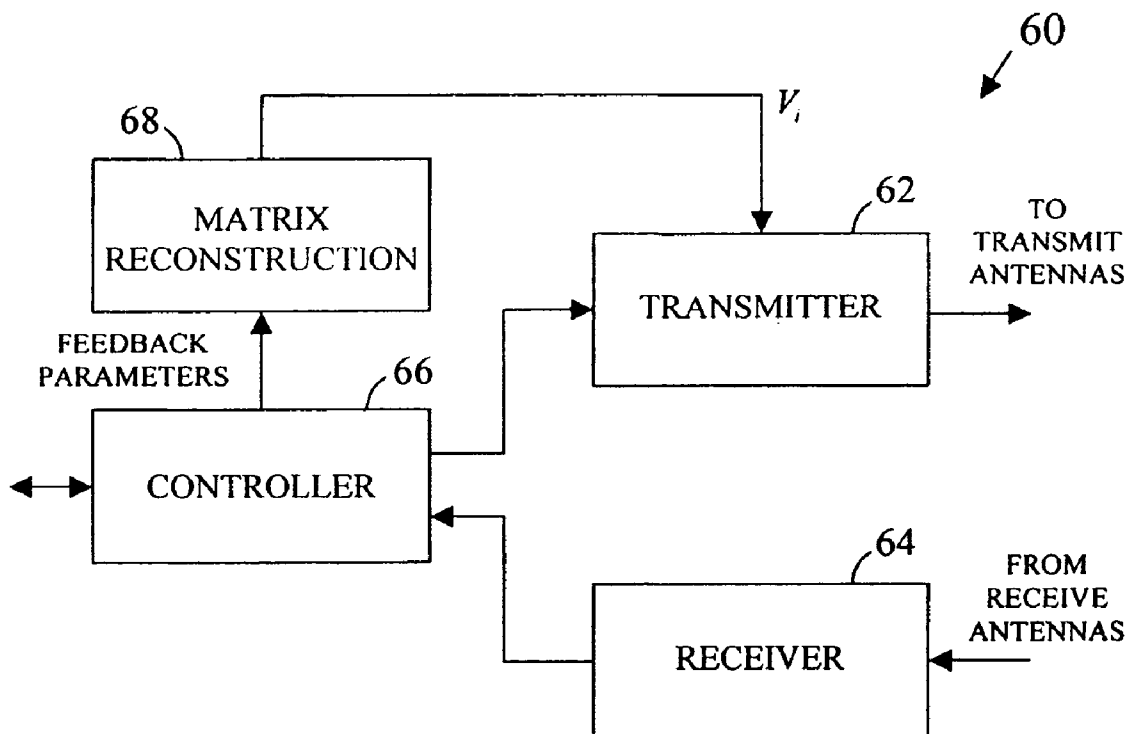 60
68
V_i
MATRIX
RECONSTRUCTION
62
TO
TRANSMIT
ANTENNAS
TRANSMITTER
FEEDBACK
PARAMETERS
66
CONTROLLER
64
FROM
RECEIVE
ANTENNAS
RECEIVER